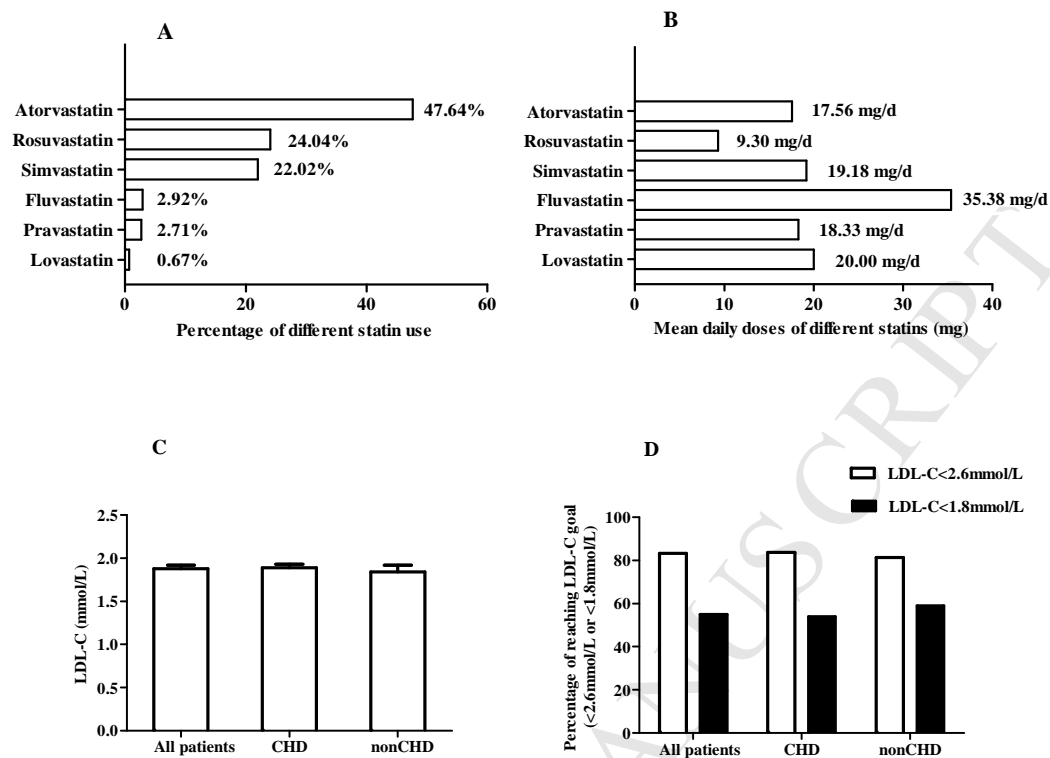 A
Atorvastatin 47.64%
Rosuvastatin 24.04%
Simvastatin 22.02%
Fluvastatin 2.92%
Pravastatin 2.71%
Lovastatin 0.67%
0 20 40 60
Percentage of different statin use
B
Atorvastatin 17.56 mg/d
Rosuvastatin 9.30 mg/d
Simvastatin 19.18 mg/d
Fluvastatin 35.38 mg/d
Pravastatin 18.33 mg/d
Lovastatin 20.00 mg/d
0 10 20 30 40
Mean daily doses of different statins (mg)
C
LDL-C (mmol/L)
2.5
2.0
1.5
1.0
0.5
0.0
All patients CHD nonCHD
D
LDL-C<2.6mmol/L
LDL-C<1.8mmol/L
Percentage of reaching LDL-C goal
(<2.6mmol/L or <1.8mmol/L)
100
80
60
40
20
0
All patients CHD nonCHD
ANUSCRIPT